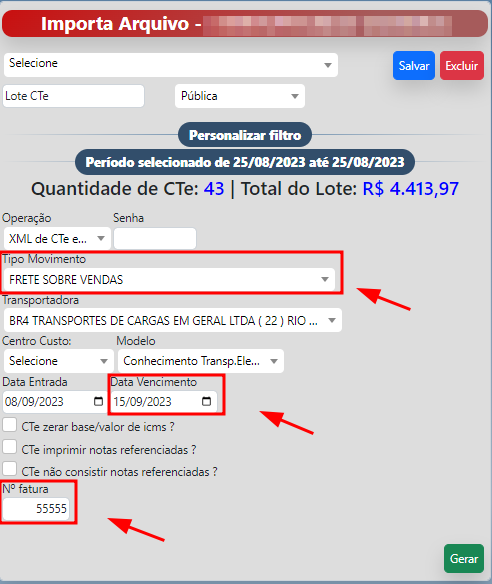 Importa Arquivo -
Selecione
Salvar Excluir
Lote CTe Pública
Personalizar filtro
Período selecionado de 25/08/2023 até 25/08/2023
Quantidade de CTe: 43 | Total do Lote: R$ 4.413,97
Operação Senha
XML de CTe e...
Tipo Movimento
FRETE SOBRE VENDAS
Transportadora
BR4 TRANSPORTES DE CARGAS EM GERAL LTDA ( 22 ) RIO ...
Centro Custo: Modelo
Selecione Conhecimento Transp.Ele...
Data Entrada Data Vencimento
08/09/2023 15/09/2023
CTe zerar base/valor de icms ?
CTe imprimir notas referenciadas ?
CTe não consistir notas referenciadas ?
Nº fatura
55555
Gerar